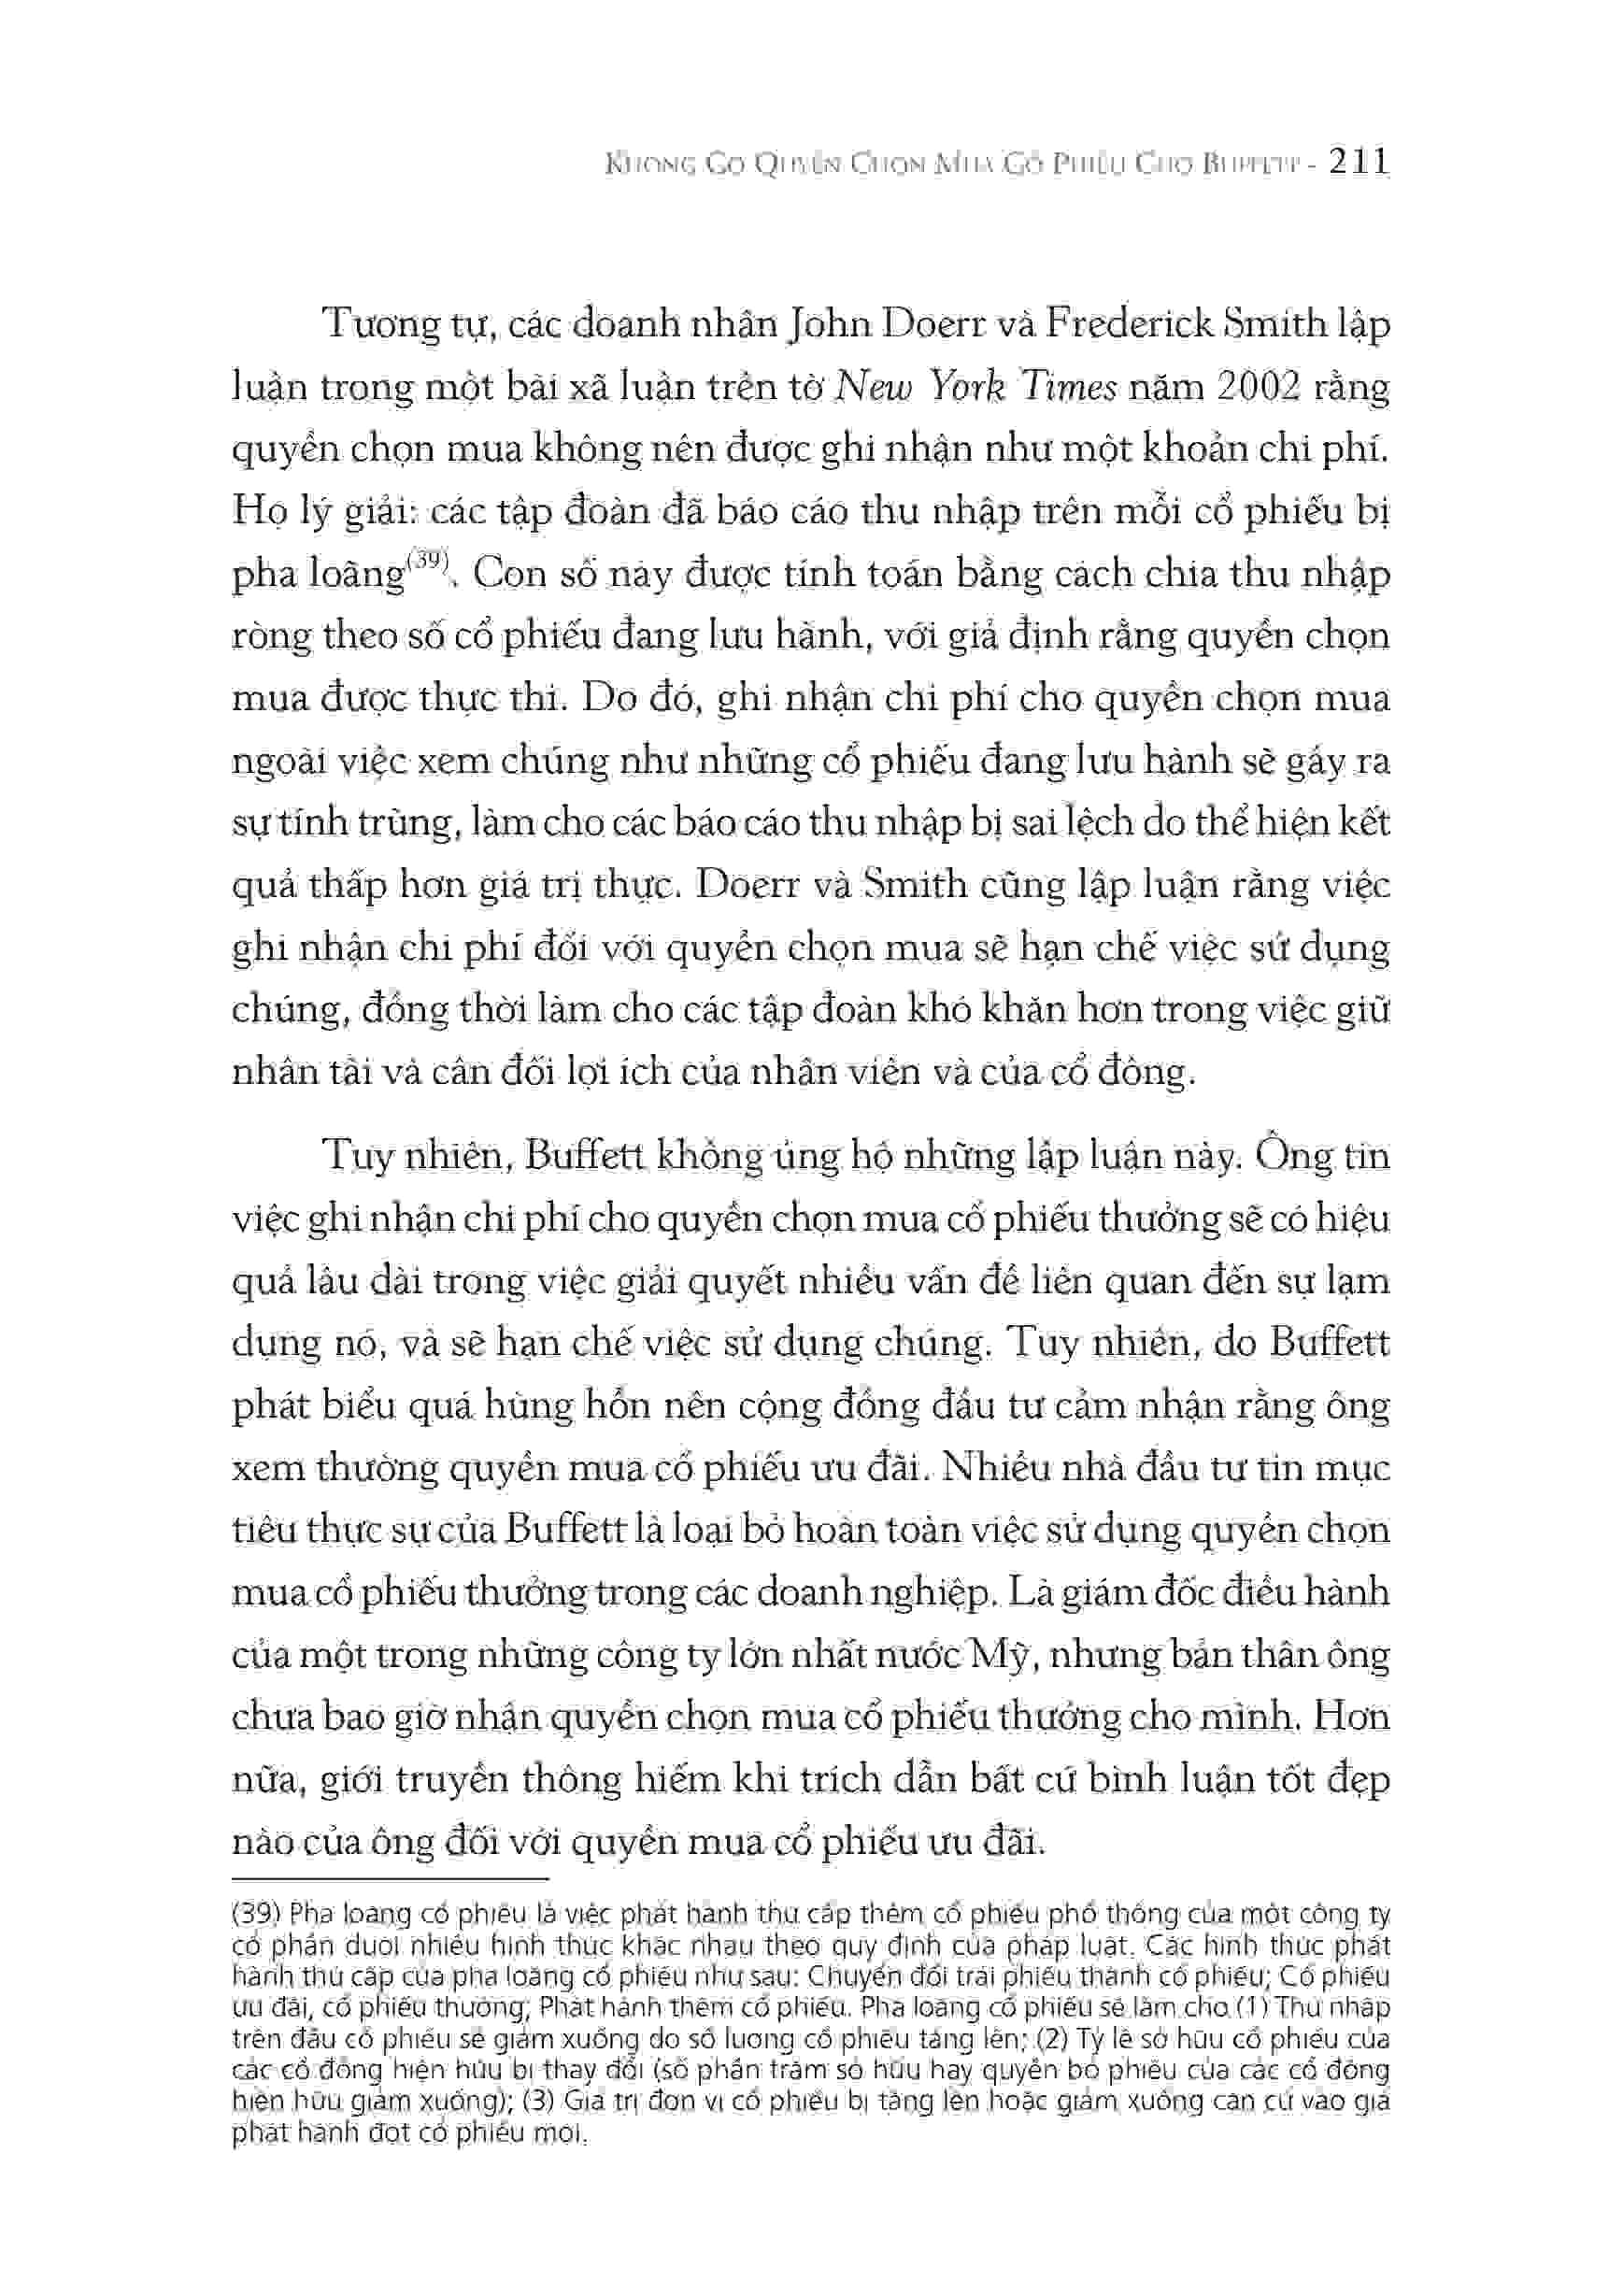 KHÔNG CÓ QUYỀN CHỌN MUA CỔ PHIẾU CHO BUFFETT - 211
Tương tự, các doanh nhân John Doerr và Frederick Smith lập
luận trong một bài xã luận trên tờ New York Times năm 2002 rằng
quyền chọn mua không nên được ghi nhận như một khoản chi phí.
Họ lý giải: các tập đoàn đã báo cáo thu nhập trên mỗi cổ phiếu bị
pha loãng(39). Con số này được tính toán bằng cách chia thu nhập
ròng theo số cổ phiếu đang lưu hành, với giả định rằng quyền chọn
mua được thực thi. Do đó, ghi nhận chi phí cho quyền chọn mua
ngoài việc xem chúng như những cổ phiếu đang lưu hành sẽ gây ra
sự tính trùng, làm cho các báo cáo thu nhập bị sai lệch do thể hiện kết
quả thấp hơn giá trị thực. Doerr và Smith cũng lập luận rằng việc
ghi nhận chi phí đối với quyền chọn mua sẽ hạn chế việc sử dụng
chúng, đồng thời làm cho các tập đoàn khó khăn hơn trong việc giữ
nhân tài và cân đối lợi ích của nhân viên và của cổ đông.
Tuy nhiên, Buffett không ủng hộ những lập luận này. Ông tin
việc ghi nhận chi phí cho quyền chọn mua cổ phiếu thưởng sẽ có hiệu
quả lâu dài trong việc giải quyết nhiều vấn đề liên quan đến sự lạm
dụng nó, và sẽ hạn chế việc sử dụng chúng. Tuy nhiên, do Buffett
phát biểu quá hùng hồn nên cộng đồng đầu tư cảm nhận rằng ông
xem thường quyền mua cổ phiếu ưu đãi. Nhiều nhà đầu tư tin mục
tiêu thực sự của Buffett là loại bỏ hoàn toàn việc sử dụng quyền chọn
mua cổ phiếu thưởng trong các doanh nghiệp. Là giám đốc điều hành
của một trong những công ty lớn nhất nước Mỹ, nhưng bản thân ông
chưa bao giờ nhận quyền chọn mua cổ phiếu thưởng cho mình. Hơn
nữa, giới truyền thông hiếm khi trích dẫn bất cứ bình luận tốt đẹp
nào của ông đối với quyền mua cổ phiếu ưu đãi.
(39) Pha loãng cổ phiếu là việc phát hành thứ cấp thêm cổ phiếu phổ thông của một công ty
cổ phần dưới nhiều hình thức khác nhau theo quy định của pháp luật. Các hình thức phát
hành thứ cấp của pha loãng cổ phiếu như sau: Chuyển đổi trái phiếu thành cổ phiếu; Cổ phiếu
ưu đãi, cổ phiếu thưởng; Phát hành thêm cổ phiếu. Pha loãng cổ phiếu sẽ làm cho (1) Thu nhập
trên đầu cổ phiếu sẽ giảm xuống do số lượng cổ phiếu tăng lên; (2) Tỷ lệ sở hữu cổ phiếu của
các cổ đông hiện hữu bị thay đổi (số phần trăm sở hữu hay quyền bỏ phiếu của các cổ đông
hiện hữu giảm xuống); (3) Giá trị đơn vị cổ phiếu bị tăng lên hoặc giảm xuống căn cứ vào giá
phát hành đợt cổ phiếu mới.